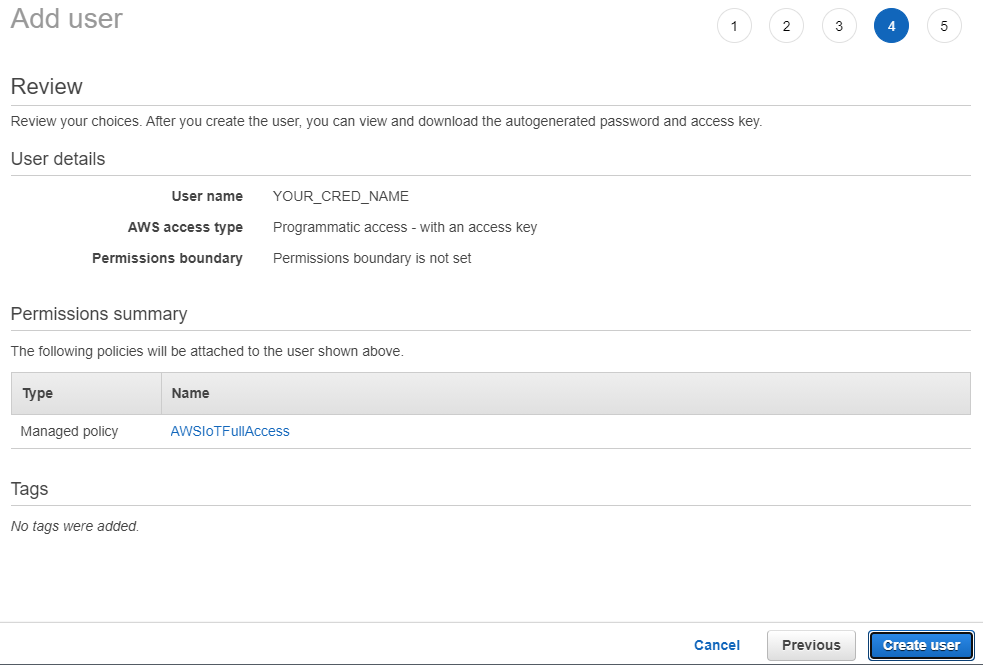 Add user
1 2 3 4 5
Review
Review your choices. After you create the user, you can view and download the autogenerated password and access key.
User details
User name YOUR_CRED_NAME
AWS access type Programmatic access - with an access key
Permissions boundary Permissions boundary is not set
Permissions summary
The following policies will be attached to the user shown above.
Type Name
Managed policy AWSIoTFullAccess
Tags
No tags were added.
Cancel Previous Create user